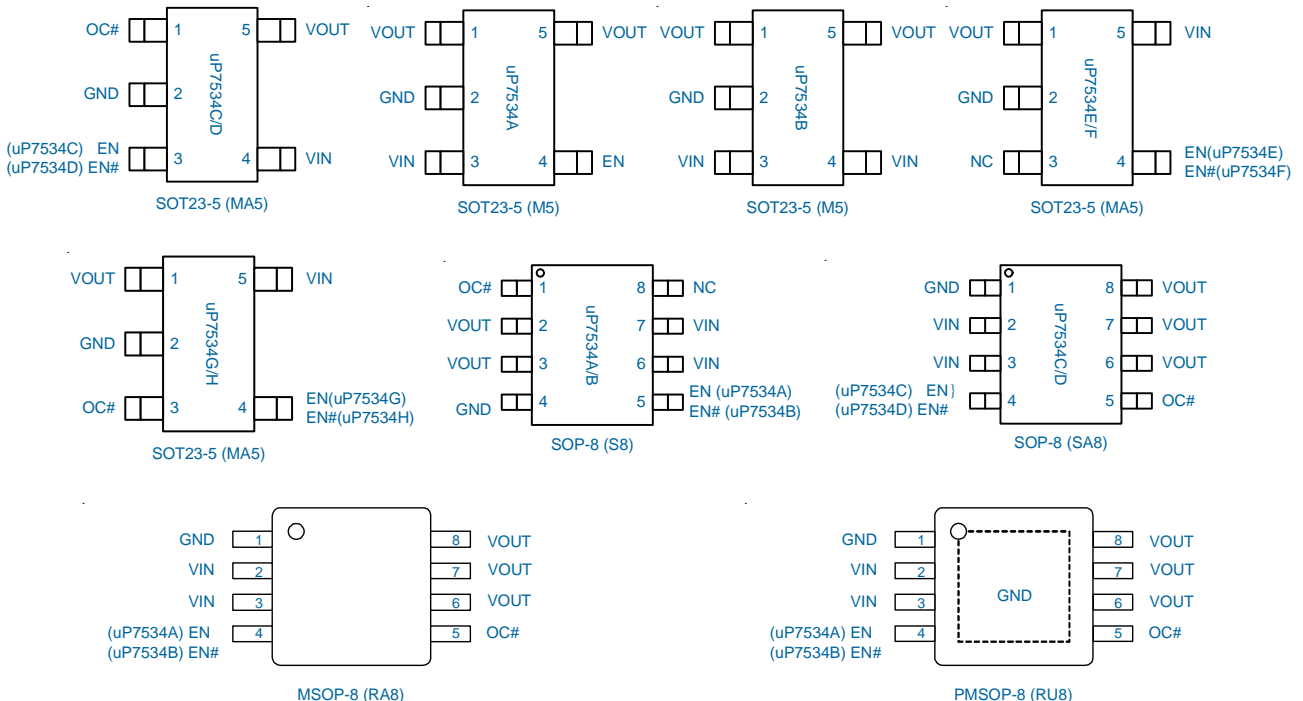 OC# 1 5 VOUT
GND 2
(uP7534C) EN 3 4 VIN
(uP7534D) EN#
uP7534C/D
SOT23-5 (MA5)
VOUT 1 5 VOUT
GND 2
VIN 3 4 EN
uP7534A
SOT23-5 (M5)
VOUT 1 5 VOUT
GND 2
VIN 3 4 VIN
uP7534B
SOT23-5 (M5)
VOUT 1 5 VIN
GND 2
NC 3 4 EN(uP7534E)
EN#(uP7534F)
uP7534E/F
SOT23-5 (MA5)
VOUT 1 5 VIN
GND 2
OC# 3 4 EN(uP7534G)
EN#(uP7534H)
uP7534G/H
SOT23-5 (MA5)
OC# 1 8 NC
VOUT 2 7 VIN
VOUT 3 6 VIN
GND 4 5 EN (uP7534A)
EN# (uP7534B)
uP7534A/B
SOP-8 (S8)
GND 1 8 VOUT
VIN 2 7 VOUT
VIN 3 6 VOUT
(uP7534C) EN} 4 5 OC#
(uP7534D) EN#
uP7534C/D
SOP-8 (SA8)
GND 1 8 VOUT
VIN 2 7 VOUT
VIN 3 6 VOUT
(uP7534A) EN 4 5 OC#
(uP7534B) EN#
MSOP-8 (RA8)
GND 1 8 VOUT
VIN 2 7 VOUT
VIN 3 GND 6 VOUT
(uP7534A) EN 4 5 OC#
(uP7534B) EN#
PMSOP-8 (RU8)